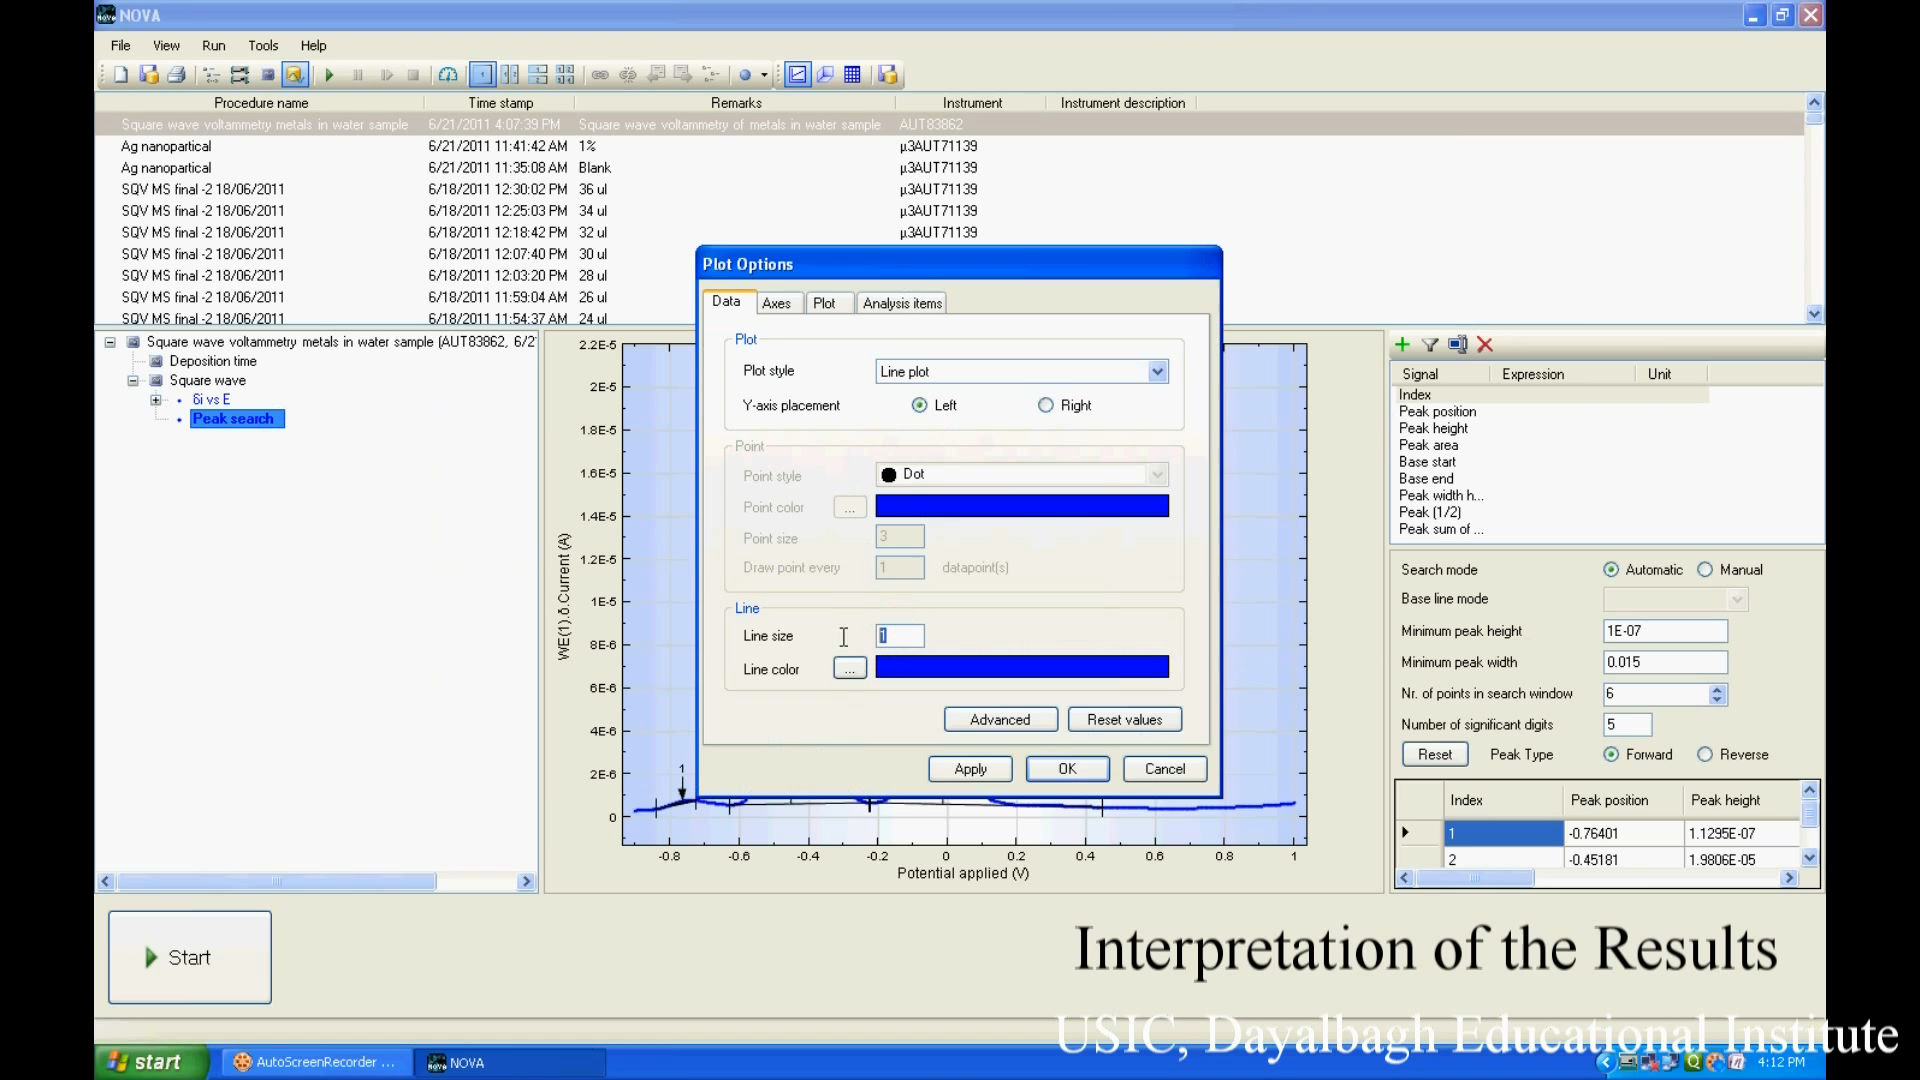 NOVA
File View Run Tools Help
Procedure name Time stamp Remarks Instrument Instrument description
Square wave voltammetry metals in water sample 6/21/2011 4:07:39 PM Square wave voltammetry of metals in water sample AUT83862
Ag nanopartical 6/21/2011 11:41:42 AM 1% µ3AUT71139
Ag nanopartical 6/21/2011 11:35:08 AM Blank µ3AUT71139
SQV MS final -2 18/06/2011 6/18/2011 12:30:02 PM 36 ul µ3AUT71139
SQV MS final -2 18/06/2011 6/18/2011 12:25:03 PM 34 ul µ3AUT71139
SQV MS final -2 18/06/2011 6/18/2011 12:18:42 PM 32 ul µ3AUT71139
SQV MS final -2 18/06/2011 6/18/2011 12:07:40 PM 30 ul
SQV MS final -2 18/06/2011 6/18/2011 12:03:20 PM 28 ul
SQV MS final -2 18/06/2011 6/18/2011 11:59:04 AM 26 ul
SQV MS final -2 18/06/2011 6/18/2011 11:54:37 AM 24 ul
Square wave voltammetry metals in water sample (AUT83862, 6/2
Deposition time
Square wave
δi vs E
Peak search
2.2E-5
2E-5
1.8E-5
1.6E-5
1.4E-5
1.2E-5
1E-5
8E-6
6E-6
4E-6
2E-6
0
WE(1).δ.Current (A)
1
-0.8 -0.6 -0.4 -0.2 0 0.2 0.4 0.6 0.8 1
Potential applied (V)
Plot Options
Data Axes Plot Analysis items
Plot
Plot style Line plot
Y-axis placement Left Right
Point
Point style Dot
Point color ...
Point size 3
Draw point every 1 datapoint(s)
Line
Line size 1
Line color ...
Advanced Reset values
Apply OK Cancel
Signal Expression Unit
Index
Peak position
Peak height
Peak area
Base start
Base end
Peak width h...
Peak (1/2)
Peak sum of ...
Search mode Automatic Manual
Base line mode
Minimum peak height 1E-07
Minimum peak width 0.015
Nr. of points in search window 6
Number of significant digits 5
Reset Peak Type Forward Reverse
Index Peak position Peak height
1 -0.76401 1.1295E-07
2 -0.45181 1.9806E-05
Start
Interpretation of the Results
USIC, Dayalbagh Educational Institute
start AutoScreenRecorder ... NOVA 4:12 PM